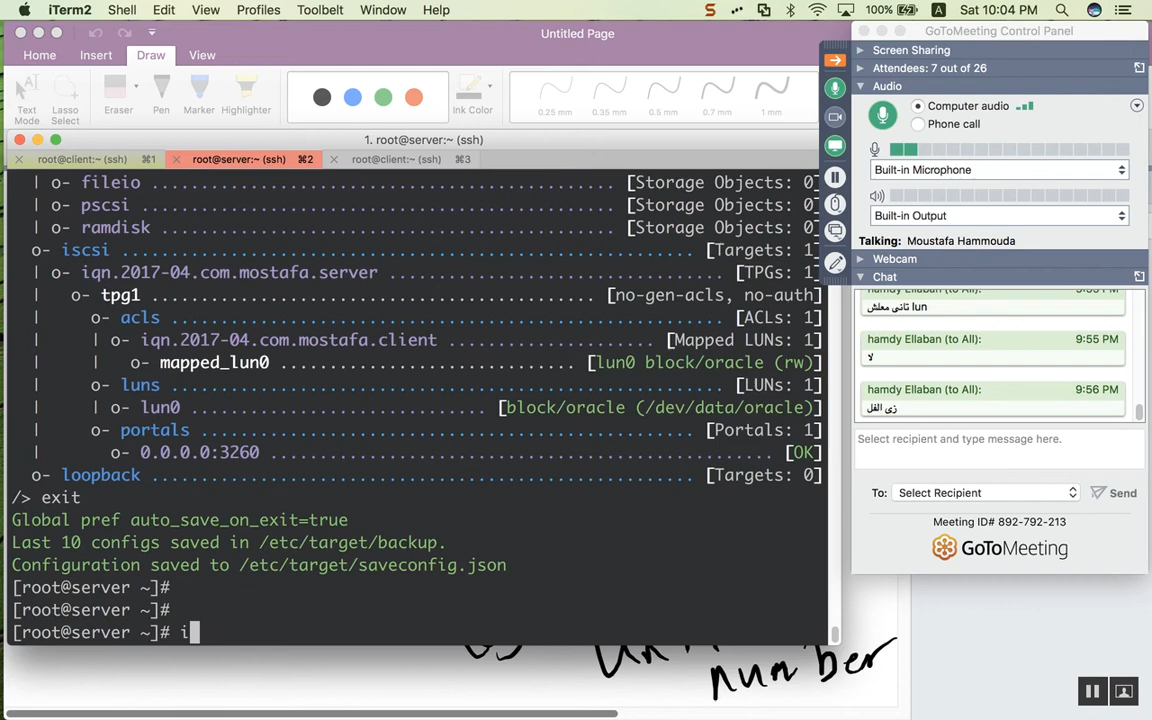 iTerm2 Shell Edit View Profiles Toolbelt Window Help 100% A Sat 10:04 PM
Untitled Page
Home Insert Draw View
Text Mode Lasso Select Eraser Pen Marker Highlighter Ink Color 0.25 mm 0.35 mm 0.5 mm 0.7 mm 1 mm
1. root@server:~ (ssh)
root@client:~ (ssh) ⌘1 root@server:~ (ssh) ⌘2 root@client:~ (ssh) ⌘3
| o- fileio ................................................ [Storage Objects: 0]
| o- pscsi ................................................. [Storage Objects: 0]
| o- ramdisk ............................................... [Storage Objects: 0]
o- iscsi ........................................................... [Targets: 1]
| o- iqn.2017-04.com.mostafa.server ................................... [TPGs: 1]
|   o- tpg1 .................................................. [no-gen-acls, no-auth]
|     o- acls ......................................................... [ACLs: 1]
|     | o- iqn.2017-04.com.mostafa.client ....................... [Mapped LUNs: 1]
|     |   o- mapped_lun0 ............................... [lun0 block/oracle (rw)]
|     o- luns ......................................................... [LUNs: 1]
|     | o- lun0 .............................. [block/oracle (/dev/data/oracle)]
|     o- portals ................................................... [Portals: 1]
|       o- 0.0.0.0:3260 .................................................... [OK]
o- loopback ........................................................ [Targets: 0]
/> exit
Global pref auto_save_on_exit=true
Last 10 configs saved in /etc/target/backup.
Configuration saved to /etc/target/saveconfig.json
[root@server ~]#
[root@server ~]#
[root@server ~]# i
number
GoToMeeting Control Panel
Screen Sharing
Attendees: 7 out of 26
Audio
Computer audio
Phone call
Built-in Microphone
Built-in Output
Talking: Moustafa Hammouda
Webcam
Chat
hamdy Ellaban (to All): 9:55 PM
lun تانى معلش
hamdy Ellaban (to All): 9:55 PM
لا
hamdy Ellaban (to All): 9:56 PM
زى الفل
Select recipient and type message here.
To: Select Recipient Send
Meeting ID# 892-792-213
GoToMeeting